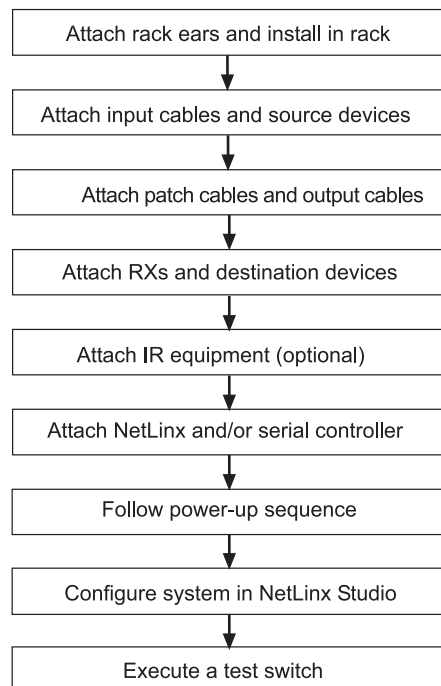 Attach rack ears and install in rack
Attach input cables and source devices
Attach patch cables and output cables
Attach RXs and destination devices
Attach IR equipment (optional)
Attach NetLinx and/or serial controller
Follow power-up sequence
Configure system in NetLinx Studio
Execute a test switch